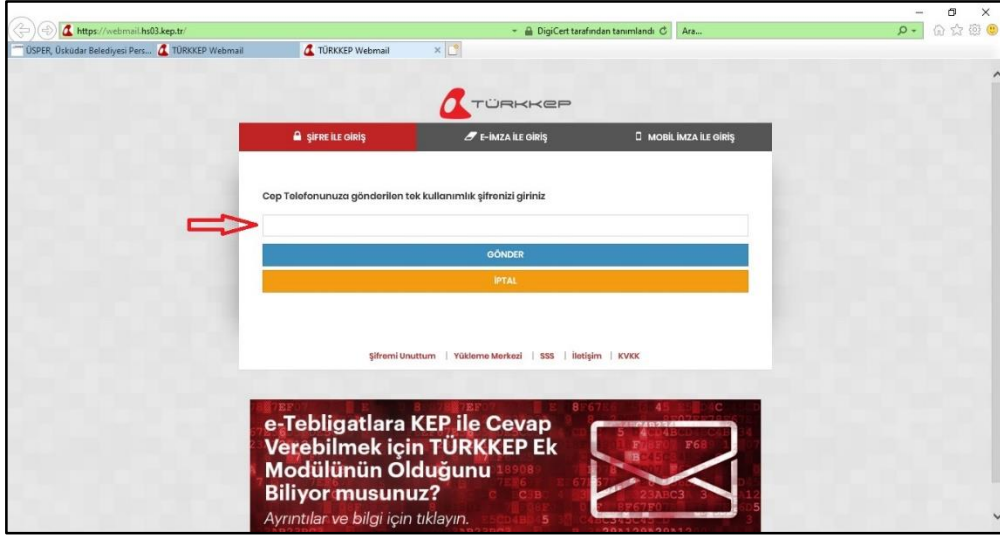 https://webmail.hs03.kep.tr/
DigiCert tarafından tanımlandı
Ara...
ÜSPER, Üsküdar Belediyesi Pers...
TÜRKKEP Webmail
TÜRKKEP Webmail
TÜRKKEP
ŞİFRE İLE GİRİŞ
E-İMZA İLE GİRİŞ
MOBİL İMZA İLE GİRİŞ
Cep Telefonunuza gönderilen tek kullanımlık şifrenizi giriniz
GÖNDER
İPTAL
Şifremi Unuttum | Yükleme Merkezi | SSS | İletişim | KVKK
e-Tebligatlara KEP ile Cevap
Verebilmek için TÜRKKEP Ek
Modülünün Olduğunu
Biliyor musunuz?
Ayrıntılar ve bilgi için tıklayın.